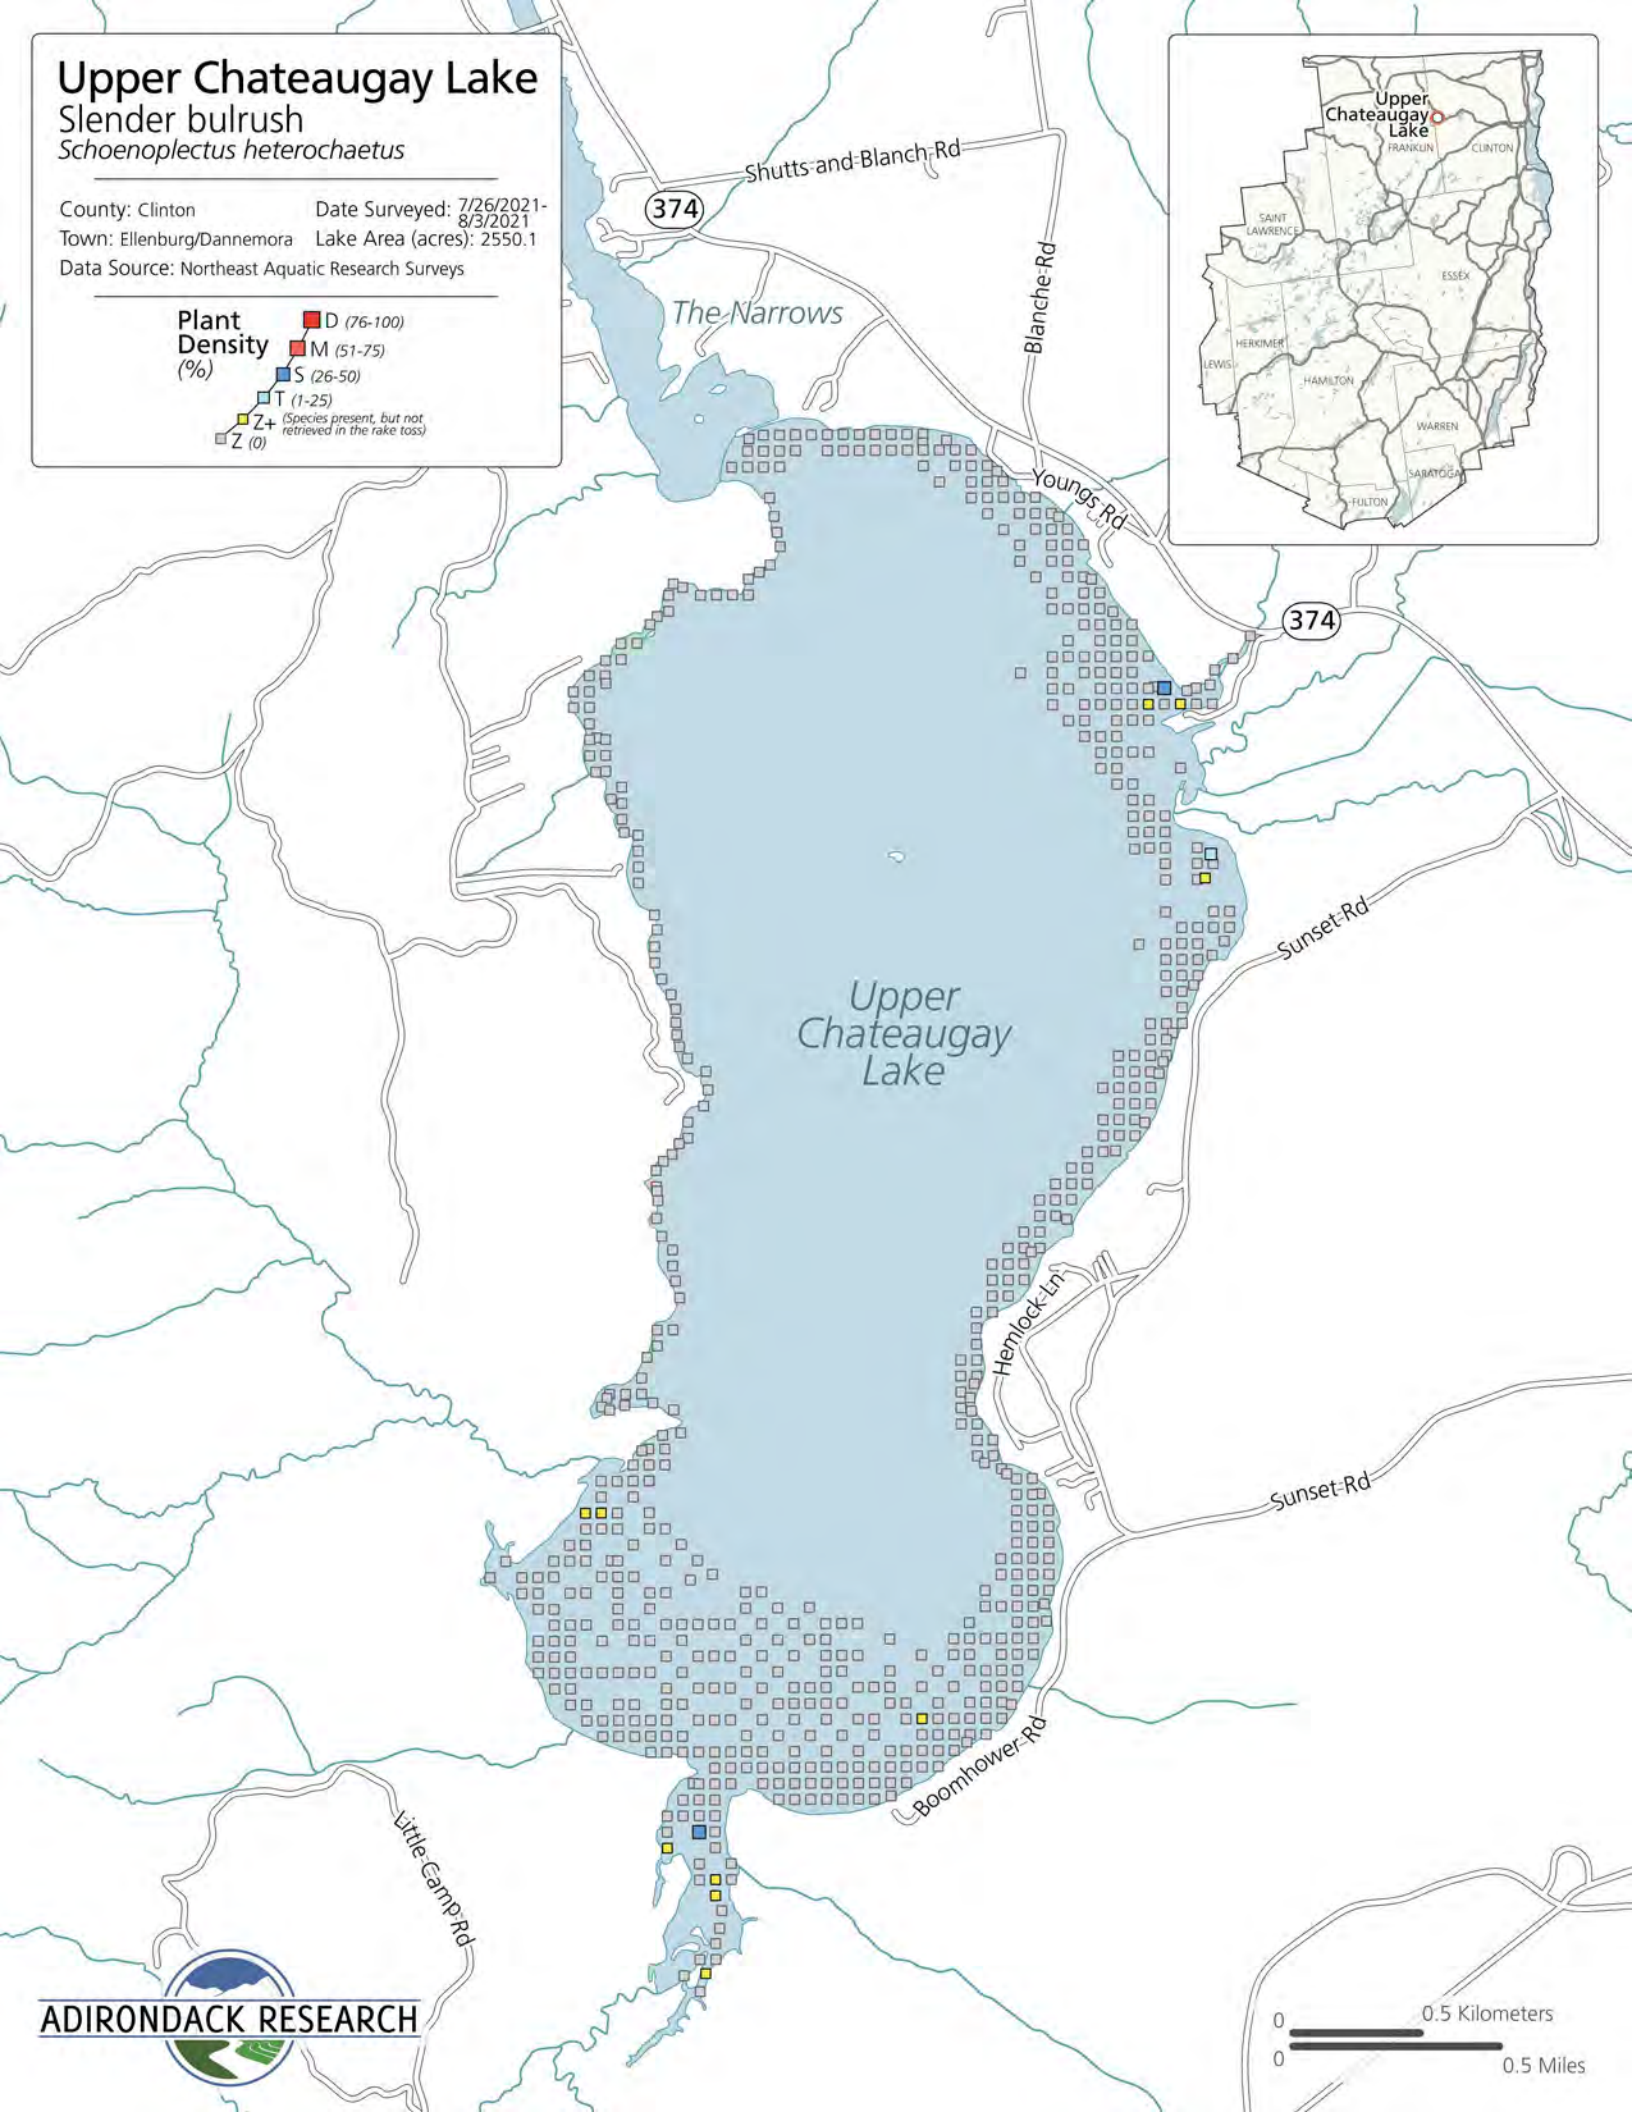 Upper Chateaugay Lake
Slender bulrush
Schoenoplectus heterochaetus
County: Clinton
Date Surveyed: 7/26/2021-
8/3/2021
Town: Ellenburg/Dannemora
Lake Area (acres): 2550.1
Data Source: Northeast Aquatic Research Surveys
Plant
Density
(%)
D (76-100)
M (51-75)
S (26-50)
T (1-25)
Z+ (Species present, but not
retrieved in the rake toss)
Z (0)
Upper
Chateaugay
Lake
FRANKLIN
CLINTON
SAINT
LAWRENCE
ESSEX
HERKIMER
LEWIS
HAMILTON
WARREN
SARATOGA
FULTON
Shutts-and-Blanch-Rd
374
The Narrows
Blanche-Rd
Youngs-Rd
374
Sunset-Rd
Upper
Chateaugay
Lake
Hemlock-Ln
Sunset-Rd
Boomhower-Rd
Little-Camp-Rd
ADIRONDACK RESEARCH
0
0.5 Kilometers
0
0.5 Miles